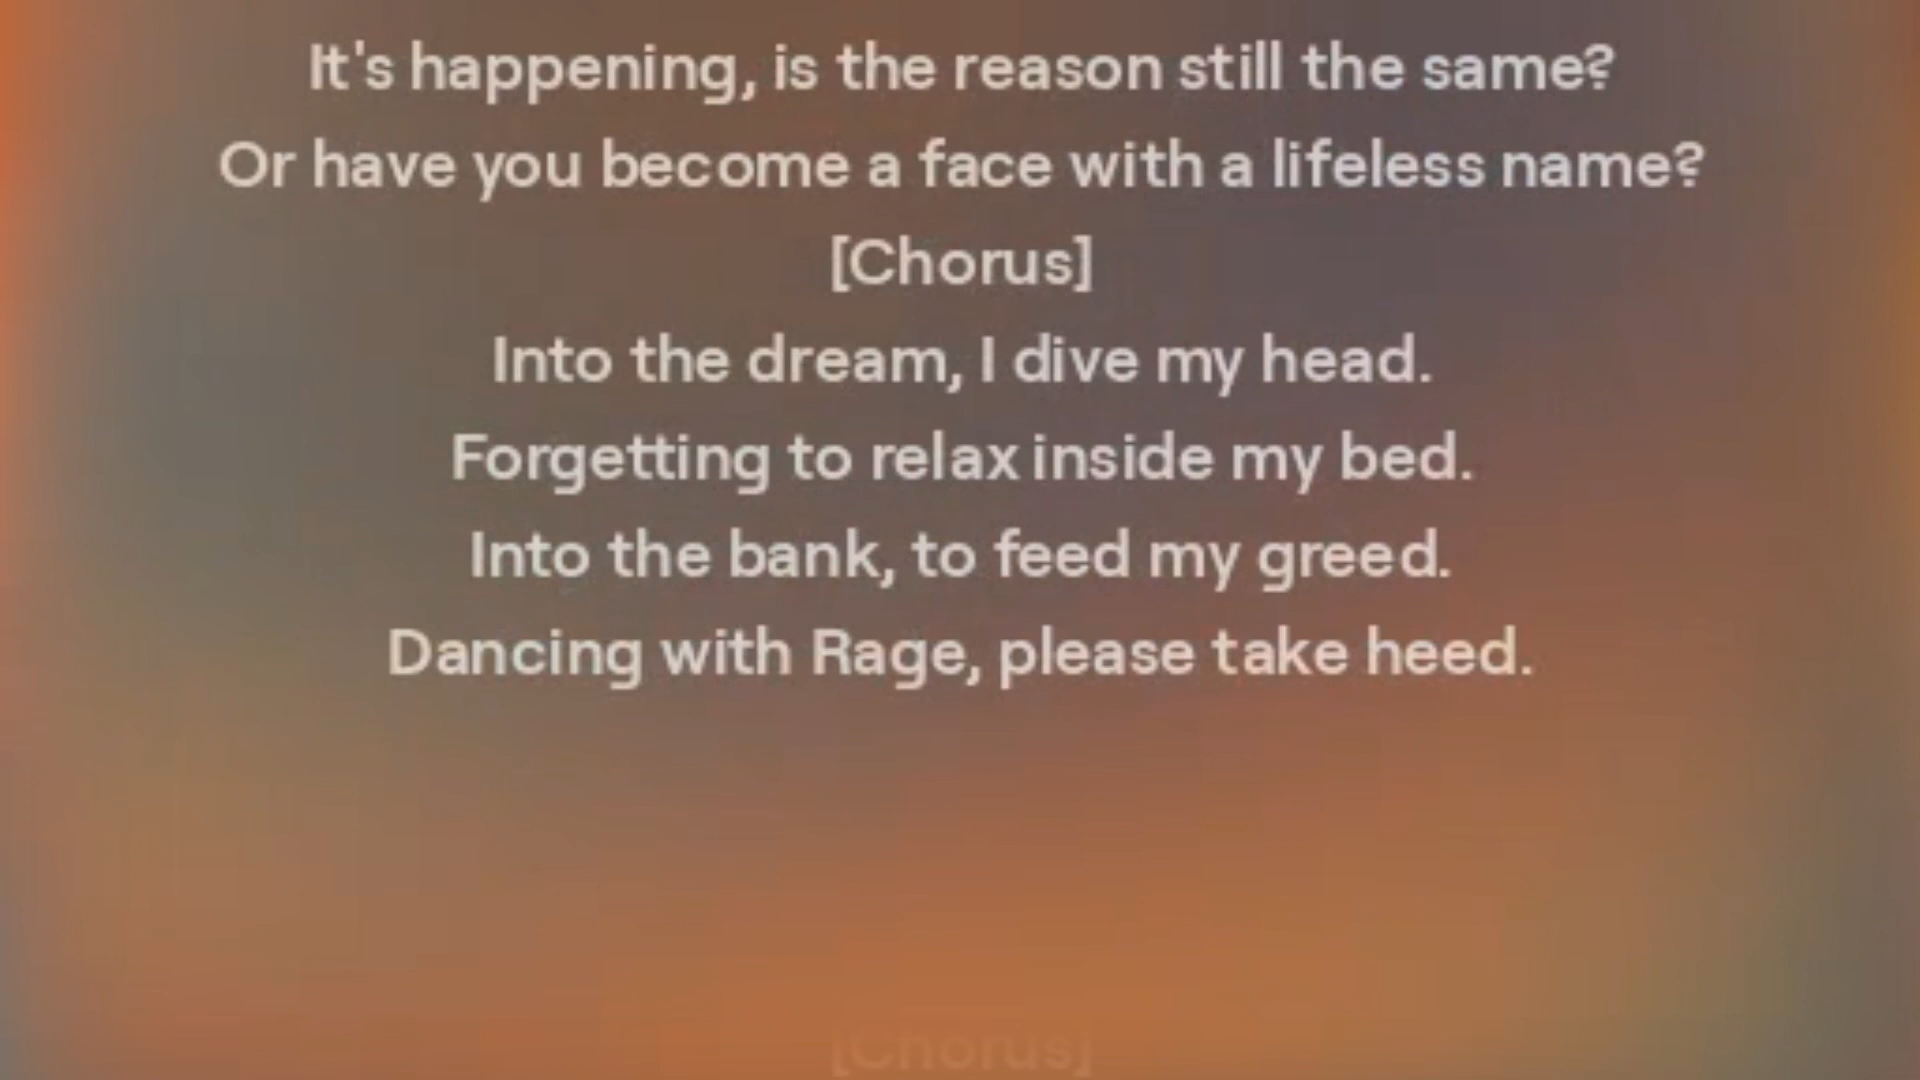 It's happening, is the reason still the same?
Or have you become a face with a lifeless name?
[Chorus]
Into the dream, I dive my head.
Forgetting to relax inside my bed.
Into the bank, to feed my greed.
Dancing with Rage, please take heed.
[Chorus]